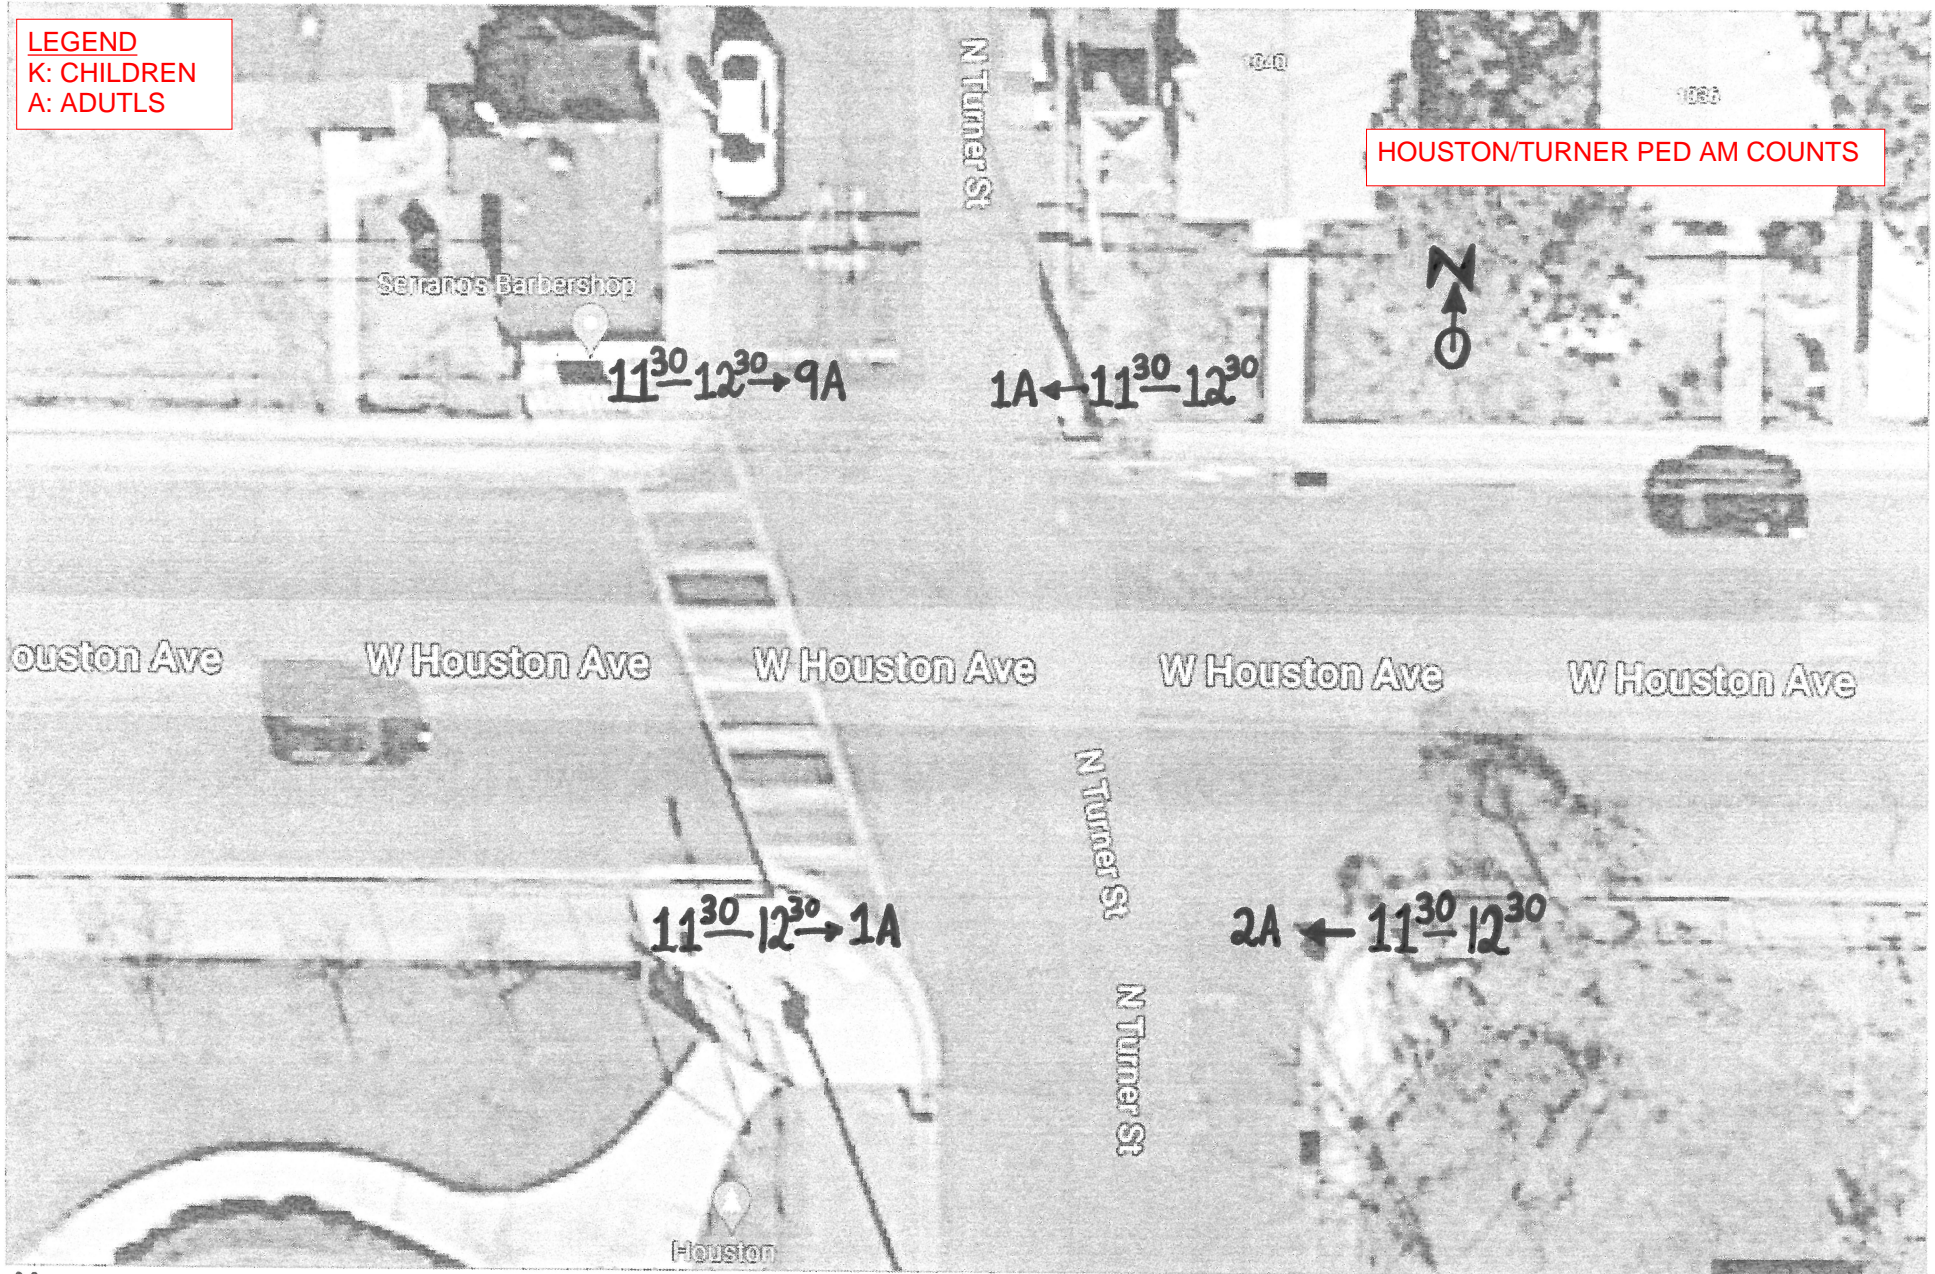 LEGEND
K: CHILDREN
A: ADUTLS
N Turner St
1040
1036
HOUSTON/TURNER PED AM COUNTS
N
Serrano's Barbershop
11³⁰-12³⁰→9A
1A←11³⁰-12³⁰
ouston Ave
W Houston Ave
W Houston Ave
W Houston Ave
W Houston Ave
N Turner St
11³⁰-12³⁰→1A
2A←11³⁰-12³⁰
N Turner St
Houston